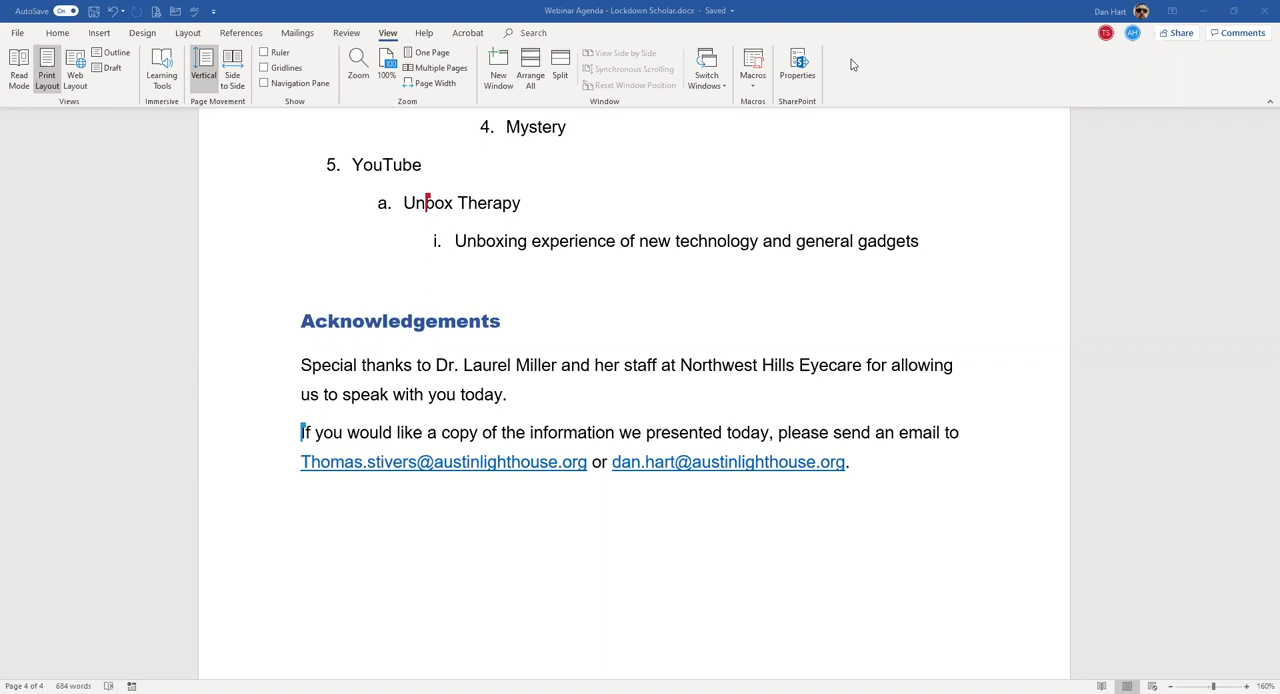 AutoSave On
Webinar Agenda - Lockdown Scholar.docx - Saved
Dan Hart
File Home Insert Design Layout References Mailings Review View Help Acrobat Search
TS AH Share Comments
Read Mode
Print Layout
Web Layout
Outline
Draft
Views
Learning Tools
Immersive
Vertical
Side to Side
Page Movement
Ruler
Gridlines
Navigation Pane
Show
Zoom
100
100%
One Page
Multiple Pages
Page Width
Zoom
New Window
Arrange All
Split
View Side by Side
Synchronous Scrolling
Reset Window Position
Window
Switch Windows
Macros
Macros
Properties
SharePoint
4. Mystery
5. YouTube
a. Unbox Therapy
i. Unboxing experience of new technology and general gadgets
Acknowledgements
Special thanks to Dr. Laurel Miller and her staff at Northwest Hills Eyecare for allowing
us to speak with you today.
If you would like a copy of the information we presented today, please send an email to
Thomas.stivers@austinlighthouse.org or dan.hart@austinlighthouse.org.
Page 4 of 4 684 words
160%